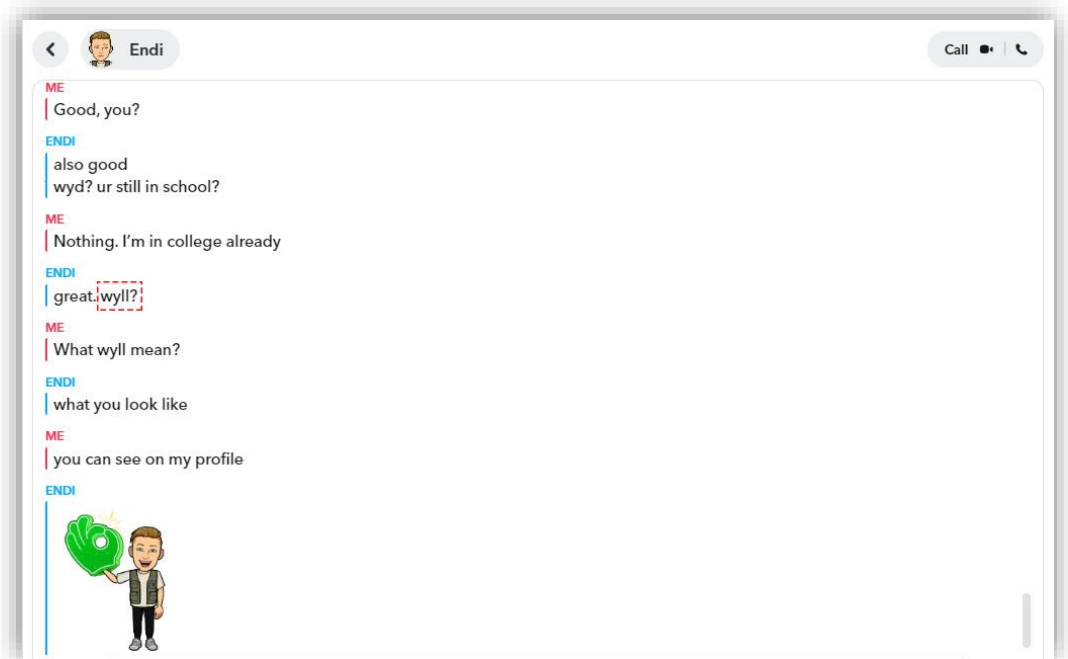 Endi
Call
ME
Good, you?
ENDI
also good
wyd? ur still in school?
ME
Nothing. I'm in college already
ENDI
great. wyll?
ME
What wyll mean?
ENDI
what you look like
ME
you can see on my profile
ENDI